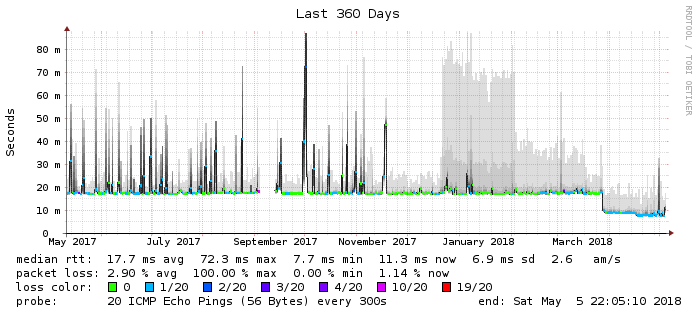 Last 360 Days
RRDTOOL / TOBI OETIKER
Seconds
80 m
70 m
60 m
50 m
40 m
30 m
20 m
10 m
0
May 2017 July 2017 September 2017 November 2017 January 2018 March 2018
median rtt: 17.7 ms avg 72.3 ms max 7.7 ms min 11.3 ms now 6.9 ms sd 2.6 am/s
packet loss: 2.90 % avg 100.00 % max 0.00 % min 1.14 % now
loss color: 0 1/20 2/20 3/20 4/20 10/20 19/20
probe: 20 ICMP Echo Pings (56 Bytes) every 300s end: Sat May 5 22:05:10 2018